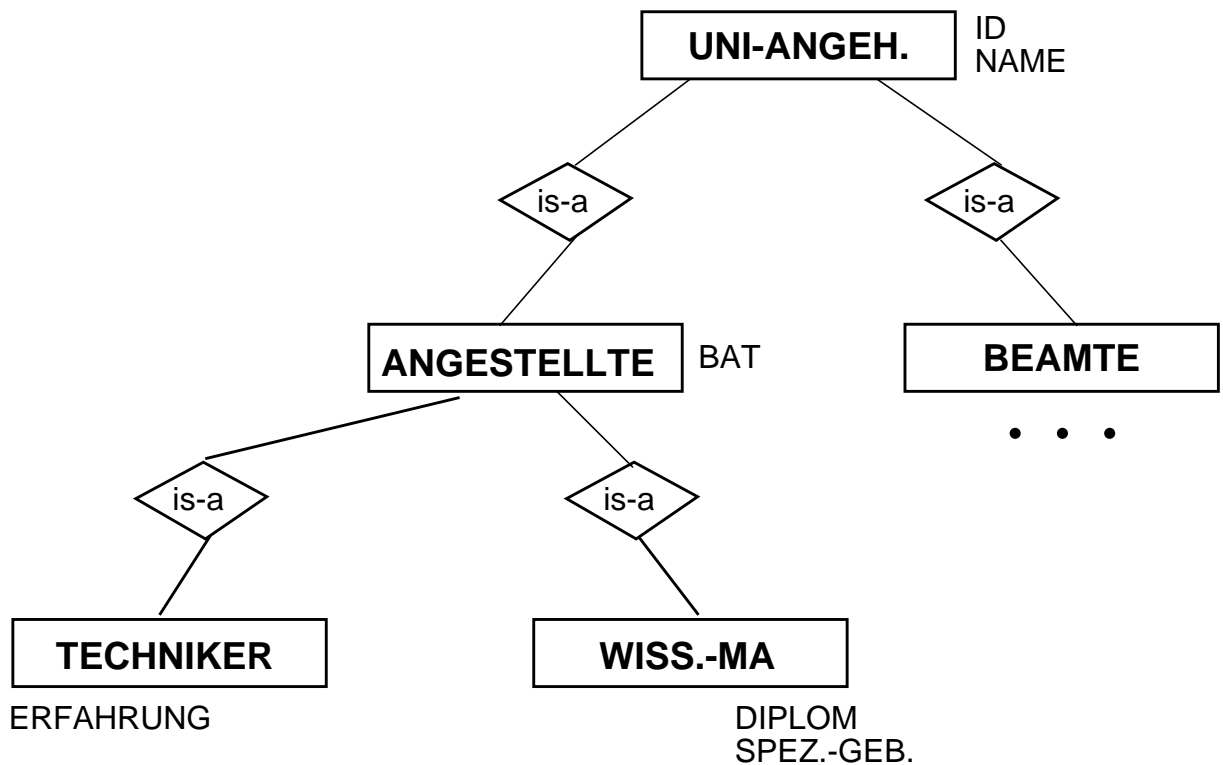 UNI-ANGEH.
ID
NAME
is-a
is-a
ANGESTELLTE
BAT
BEAMTE
• • •
is-a
is-a
TECHNIKER
WISS.-MA
ERFAHRUNG
DIPLOM
SPEZ.-GEB.